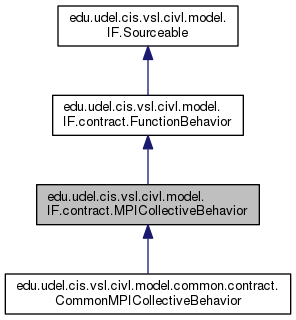 edu.udel.cis.vsl.civl.model.
IF.Sourceable
edu.udel.cis.vsl.civl.model.
IF.contract.FunctionBehavior
edu.udel.cis.vsl.civl.model.
IF.contract.MPICollectiveBehavior
edu.udel.cis.vsl.civl.model.common.contract.
CommonMPICollectiveBehavior